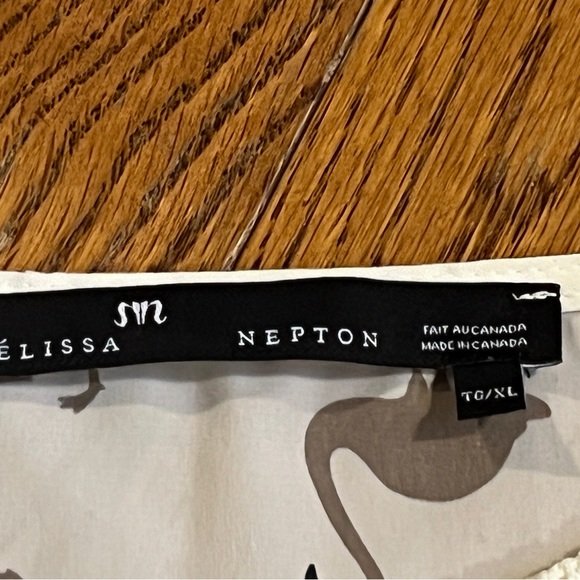 ÉLISSA NEPTON
FAIT AU CANADA
MADE IN CANADA
TG/XL